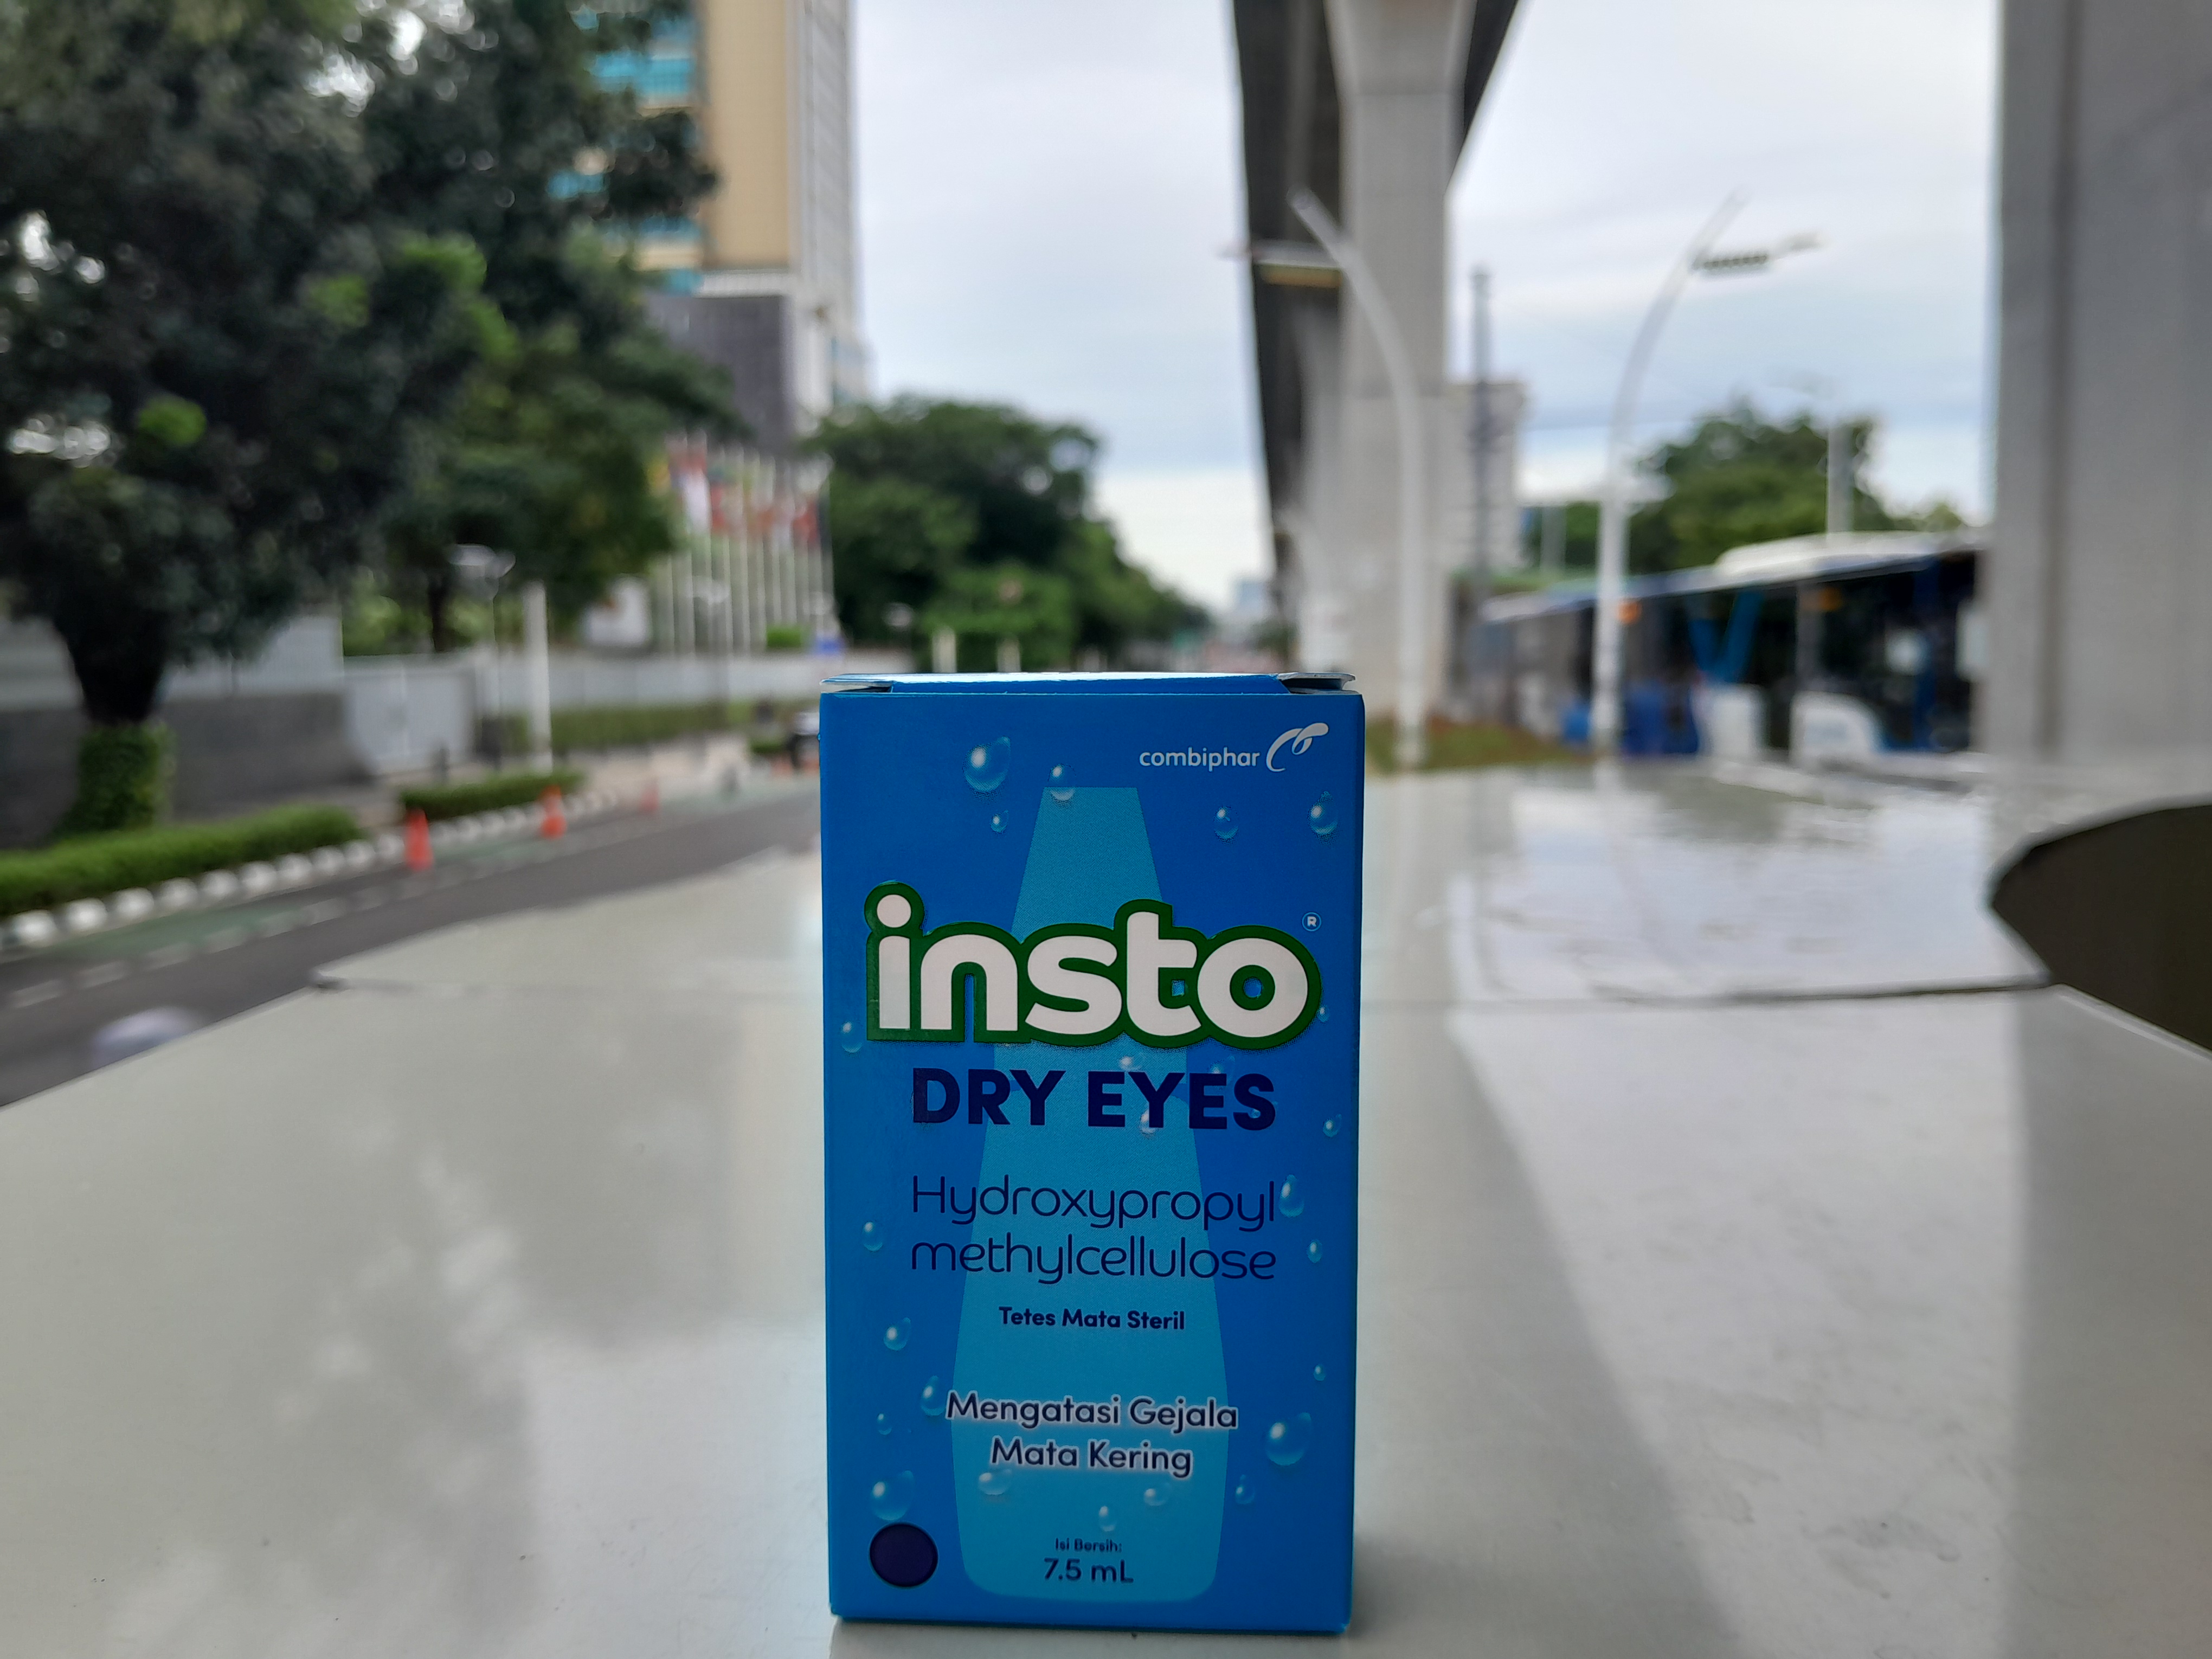 combiphar
insto®
DRY EYES
Hydroxypropyl
methylcellulose
Tetes Mata Steril
Mengatasi Gejala
Mata Kering
Isi Bersih:
7.5 mL